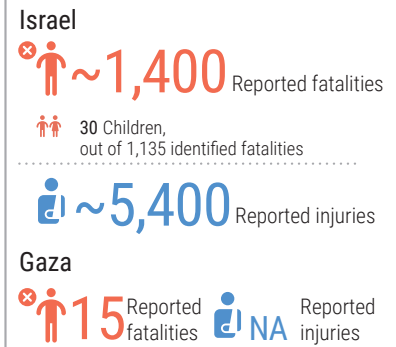 Israel
~1,400 Reported fatalities
30 Children,
out of 1,135 identified fatalities
~5,400 Reported injuries
Gaza
15 Reported fatalities
NA Reported injuries